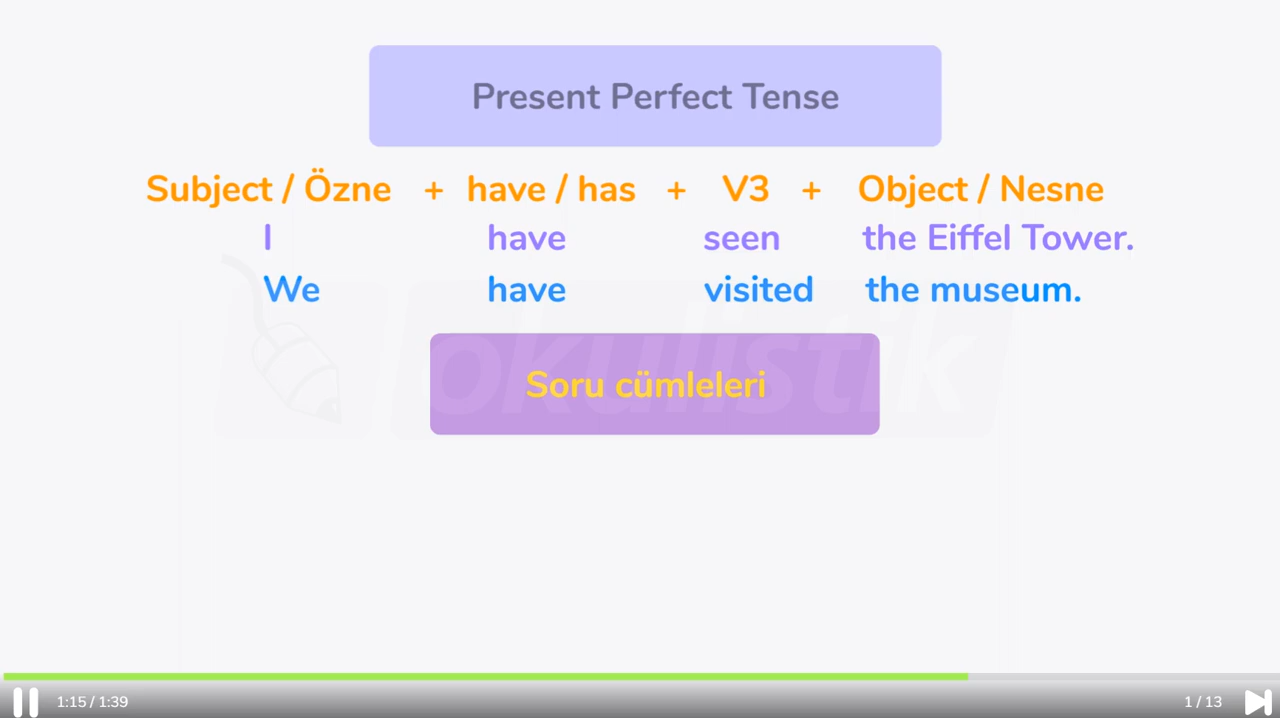 Present Perfect Tense
Subject / Özne + have / has + V3 + Object / Nesne
I have seen the Eiffel Tower.
We have visited the museum.
okulistik
Soru cümleleri
1:15 / 1:39
1 / 13